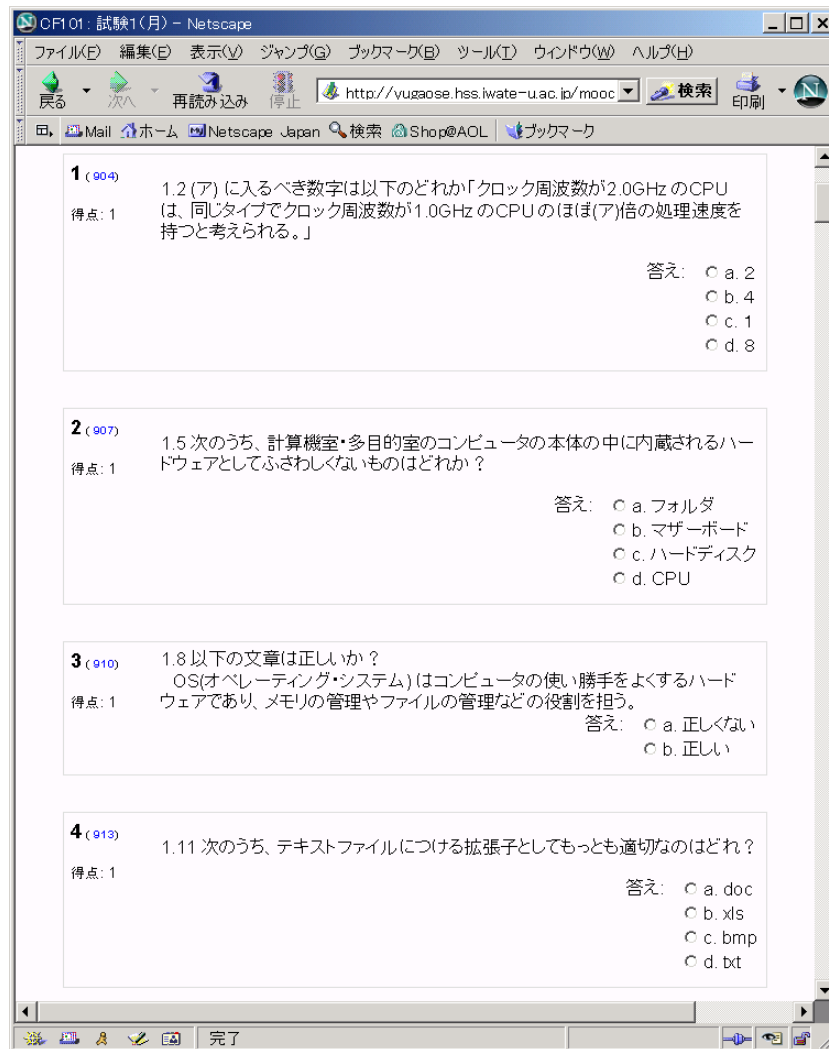 CF101: 試験1(月) - Netscape
ファイル(F) 編集(E) 表示(V) ジャンプ(G) ブックマーク(B) ツール(T) ウィンドウ(W) ヘルプ(H)
戻る 次へ 再読み込み 停止 http://yugaose.hss.iwate-u.ac.jp/mooc 検索 印刷 N
Mail ホーム Netscape Japan 検索 Shop@AOL ブックマーク
1 (904)
得点: 1
1.2 (ア) に入るべき数字は以下のどれか「クロック周波数が2.0GHz のCPU
は、同じタイプでクロック周波数が1.0GHz のCPU のほぼ(ア)倍の処理速度を
持つと考えられる。」
答え: a. 2
b. 4
c. 1
d. 8
2 (907)
得点: 1
1.5 次のうち、計算機室・多目的室のコンピュータの本体の中に内蔵されるハー
ドウェアとしてふさわしくないものはどれか?
答え: a. フォルダ
b. マザーボード
c. ハードディスク
d. CPU
3 (910)
得点: 1
1.8 以下の文章は正しいか?
OS(オペレーティング・システム) はコンピュータの使い勝手をよくするハード
ウェアであり、メモリの管理やファイルの管理などの役割を担う。
答え: a. 正しくない
b. 正しい
4 (913)
得点: 1
1.11 次のうち、テキストファイルにつける拡張子としてもっとも適切なのはどれ?
答え: a. doc
b. xls
c. bmp
d. txt
完了